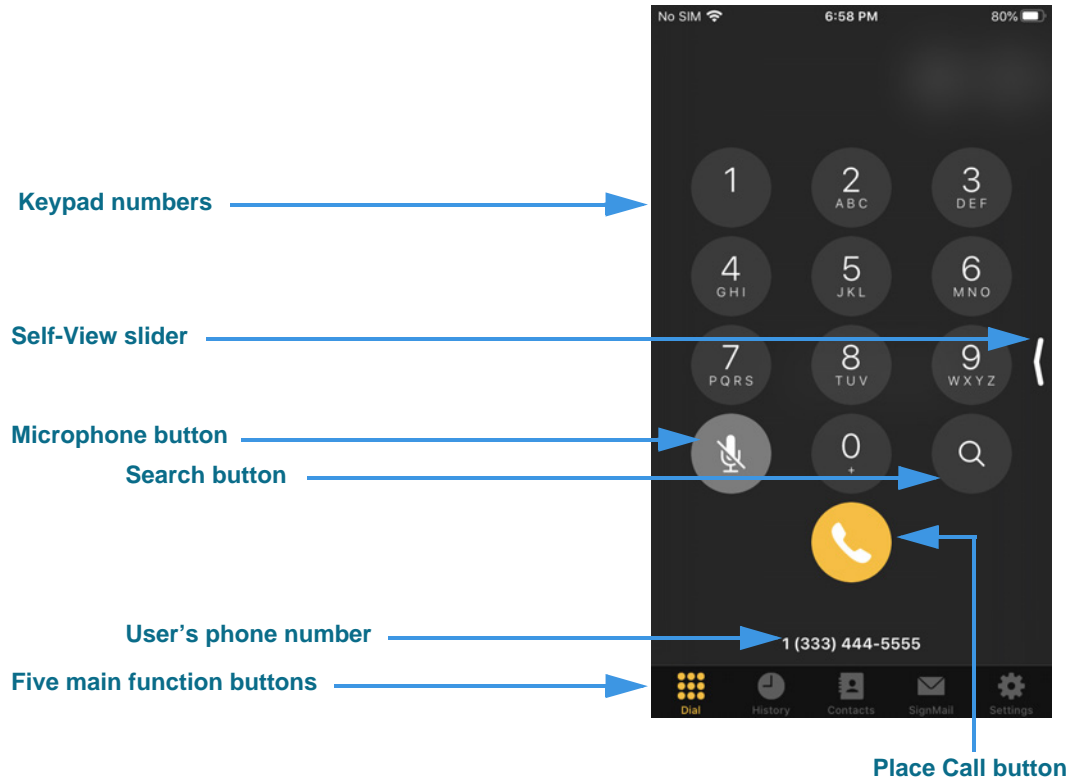 No SIM 6:58 PM 80%
1 2 3
ABC DEF
Keypad numbers
4 5 6
GHI JKL MNO
Self-View slider
7 8 9
PQRS TUV WXYZ
Microphone button
0
+
Search button
User's phone number
1 (333) 444-5555
Five main function buttons
Dial History Contacts SignMail Settings
Place Call button